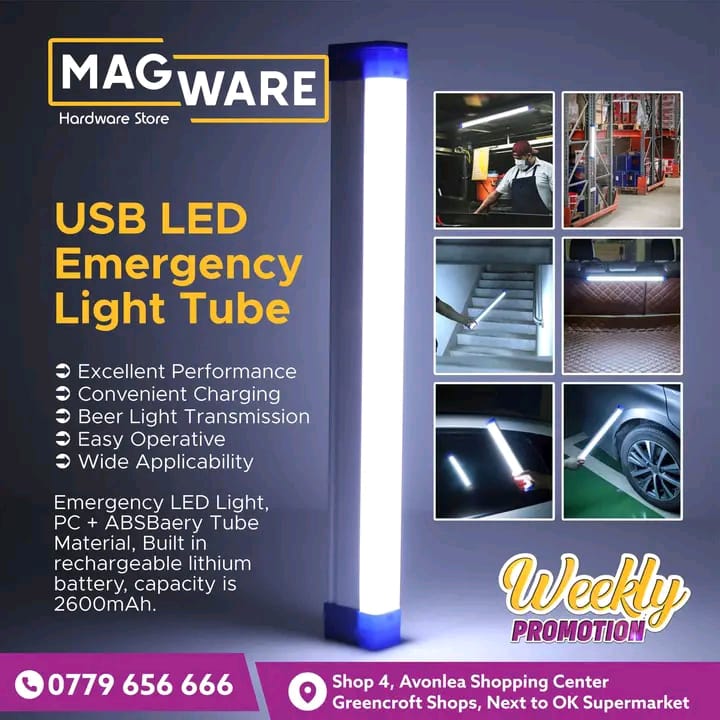 MAGWARE
Hardware Store
USB LED
Emergency
Light Tube
Excellent Performance
Convenient Charging
Beer Light Transmission
Easy Operative
Wide Applicability
Emergency LED Light,
PC + ABSBaery Tube
Material, Built in
rechargeable lithium
battery, capacity is
2600mAh.
Weekly
PROMOTION
0779 656 666
Shop 4, Avonlea Shopping Center
Greencroft Shops, Next to OK Supermarket